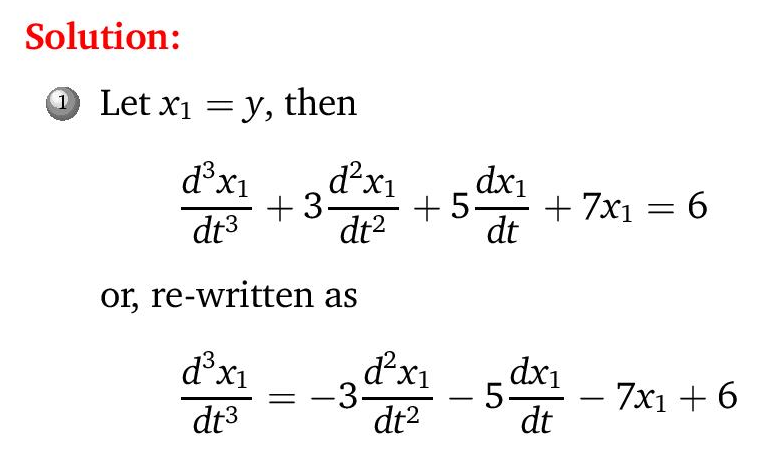 Solution:
1 Let x₁ = y, then
d³x₁/dt³ + 3 d²x₁/dt² + 5 dx₁/dt + 7x₁ = 6
or, re-written as
d³x₁/dt³ = −3 d²x₁/dt² − 5 dx₁/dt − 7x₁ + 6